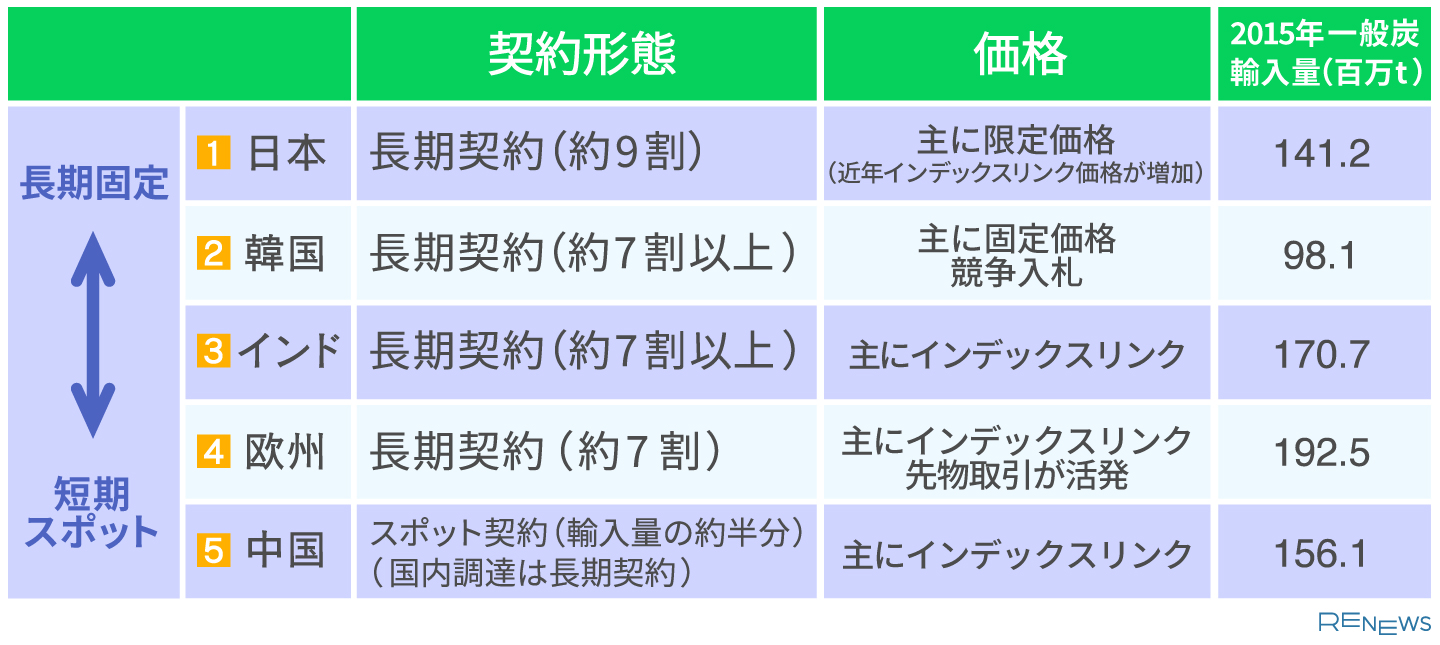 契約形態
価格
2015年一般炭
輸入量(百万t)
長期固定
短期
スポット
1 日本
長期契約(約9割)
主に限定価格
(近年インデックスリンク価格が増加)
141.2
2 韓国
長期契約(約7割以上)
主に固定価格
競争入札
98.1
3 インド
長期契約(約7割以上)
主にインデックスリンク
170.7
4 欧州
長期契約(約7割)
主にインデックスリンク
先物取引が活発
192.5
5 中国
スポット契約(輸入量の約半分)
(国内調達は長期契約)
主にインデックスリンク
156.1
RENEWS